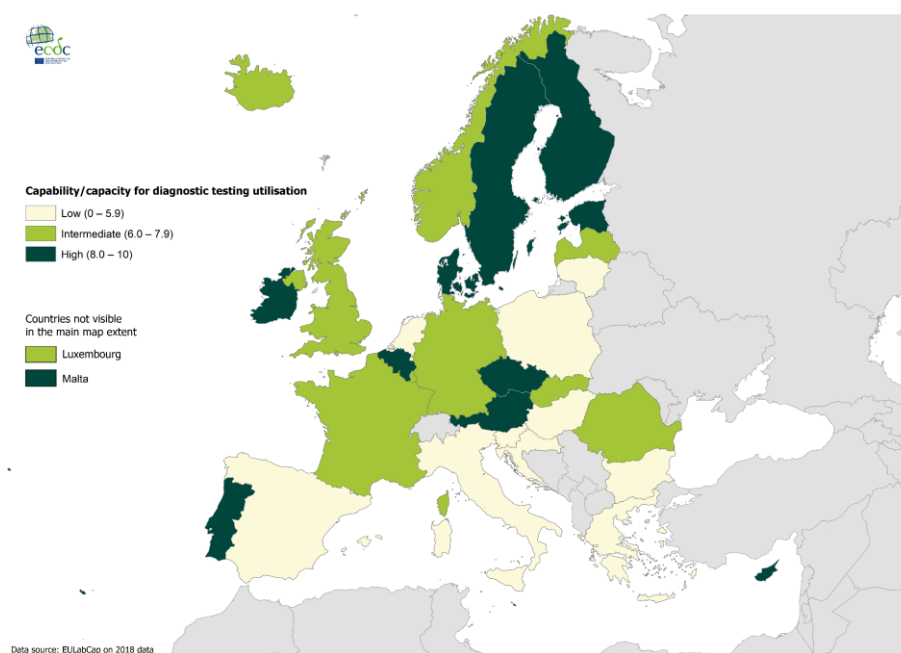 ecdc
Capability/capacity for diagnostic testing utilisation
Low (0 – 5.9)
Intermediate (6.0 – 7.9)
High (8.0 – 10)
Countries not visible
in the main map extent
Luxembourg
Malta
Data source: EULabCap on 2018 data